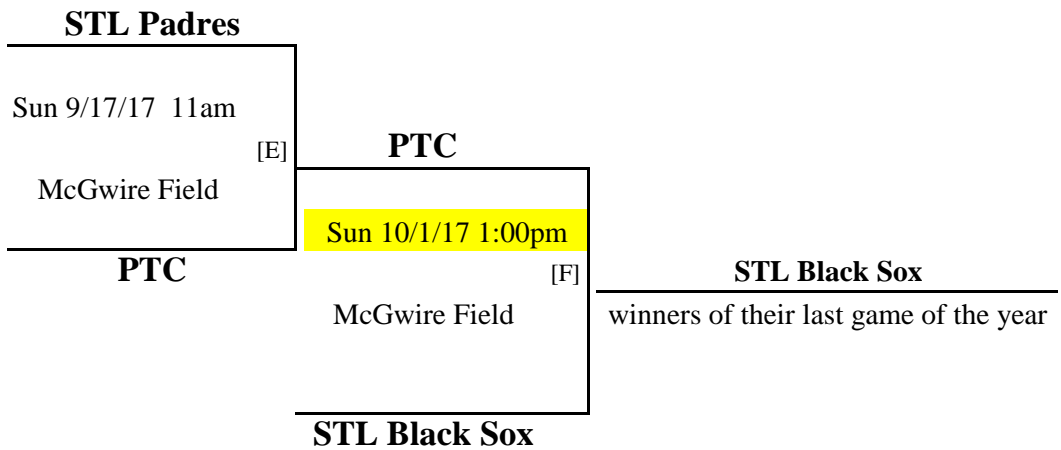 STL Padres
Sun 9/17/17 11am
[E]
McGwire Field
PTC
PTC
Sun 10/1/17 1:00pm
[F]
McGwire Field
STL Black Sox
STL Black Sox
winners of their last game of the year